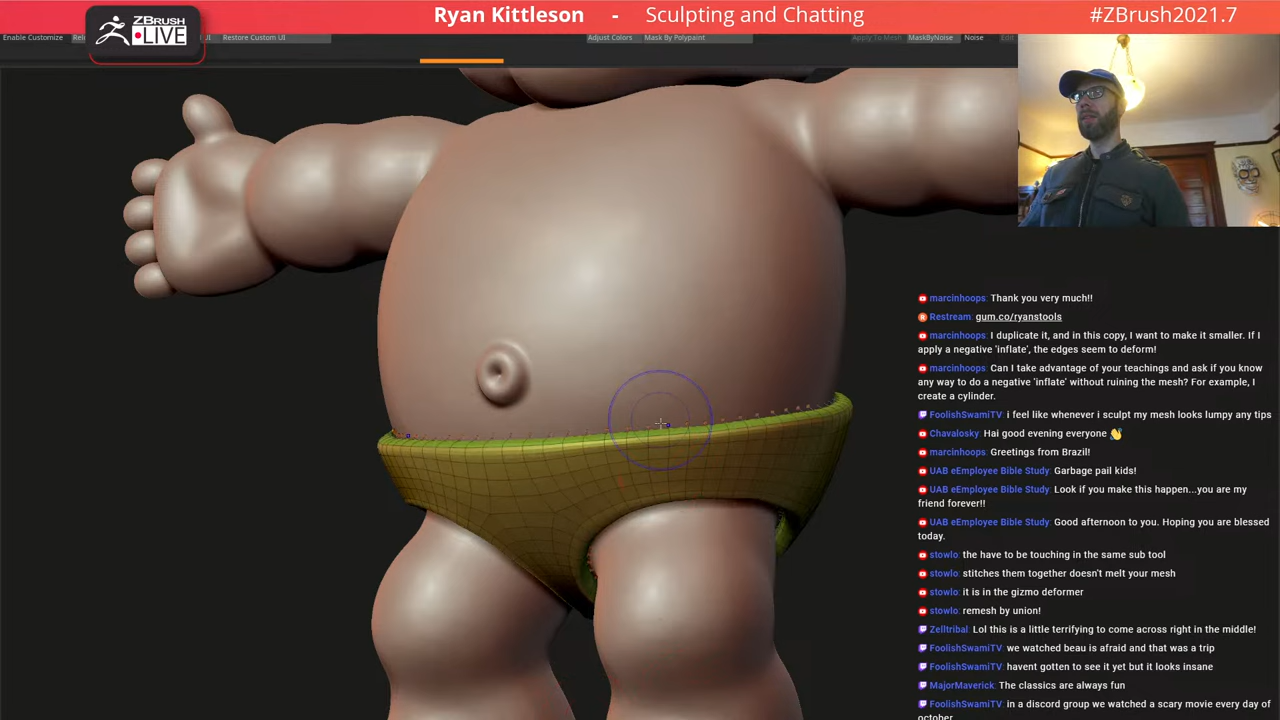 Ryan Kittleson - Sculpting and Chatting #ZBrush2021.7
ZBRUSH
LIVE
Enable Customize Restore Custom UI Adjust Colors Mask By Polypaint Apply To Mesh MaskByNoise Noise Edit
marcinhoops: Thank you very much!!
Restream: gum.co/ryanstools
marcinhoops: I duplicate it, and in this copy, I want to make it smaller. If I
apply a negative 'inflate', the edges seem to deform!
marcinhoops: Can I take advantage of your teachings and ask if you know
any way to do a negative 'inflate' without ruining the mesh? For example, I
create a cylinder.
FoolishSwamiTV: i feel like whenever i sculpt my mesh looks lumpy any tips
Chavalosky: Hai good evening everyone 👋
marcinhoops: Greetings from Brazil!
UAB eEmployee Bible Study: Garbage pail kids!
UAB eEmployee Bible Study: Look if you make this happen...you are my
friend forever!!
UAB eEmployee Bible Study: Good afternoon to you. Hoping you are blessed
today.
stowlo: the have to be touching in the same sub tool
stowlo: stitches them together doesn't melt your mesh
stowlo: it is in the gizmo deformer
stowlo: remesh by union!
Zelltribal: Lol this is a little terrifying to come across right in the middle!
FoolishSwamiTV: we watched beau is afraid and that was a trip
FoolishSwamiTV: havent gotten to see it yet but it looks insane
MajorMaverick: The classics are always fun
FoolishSwamiTV: in a discord group we watched a scary movie every day of
october